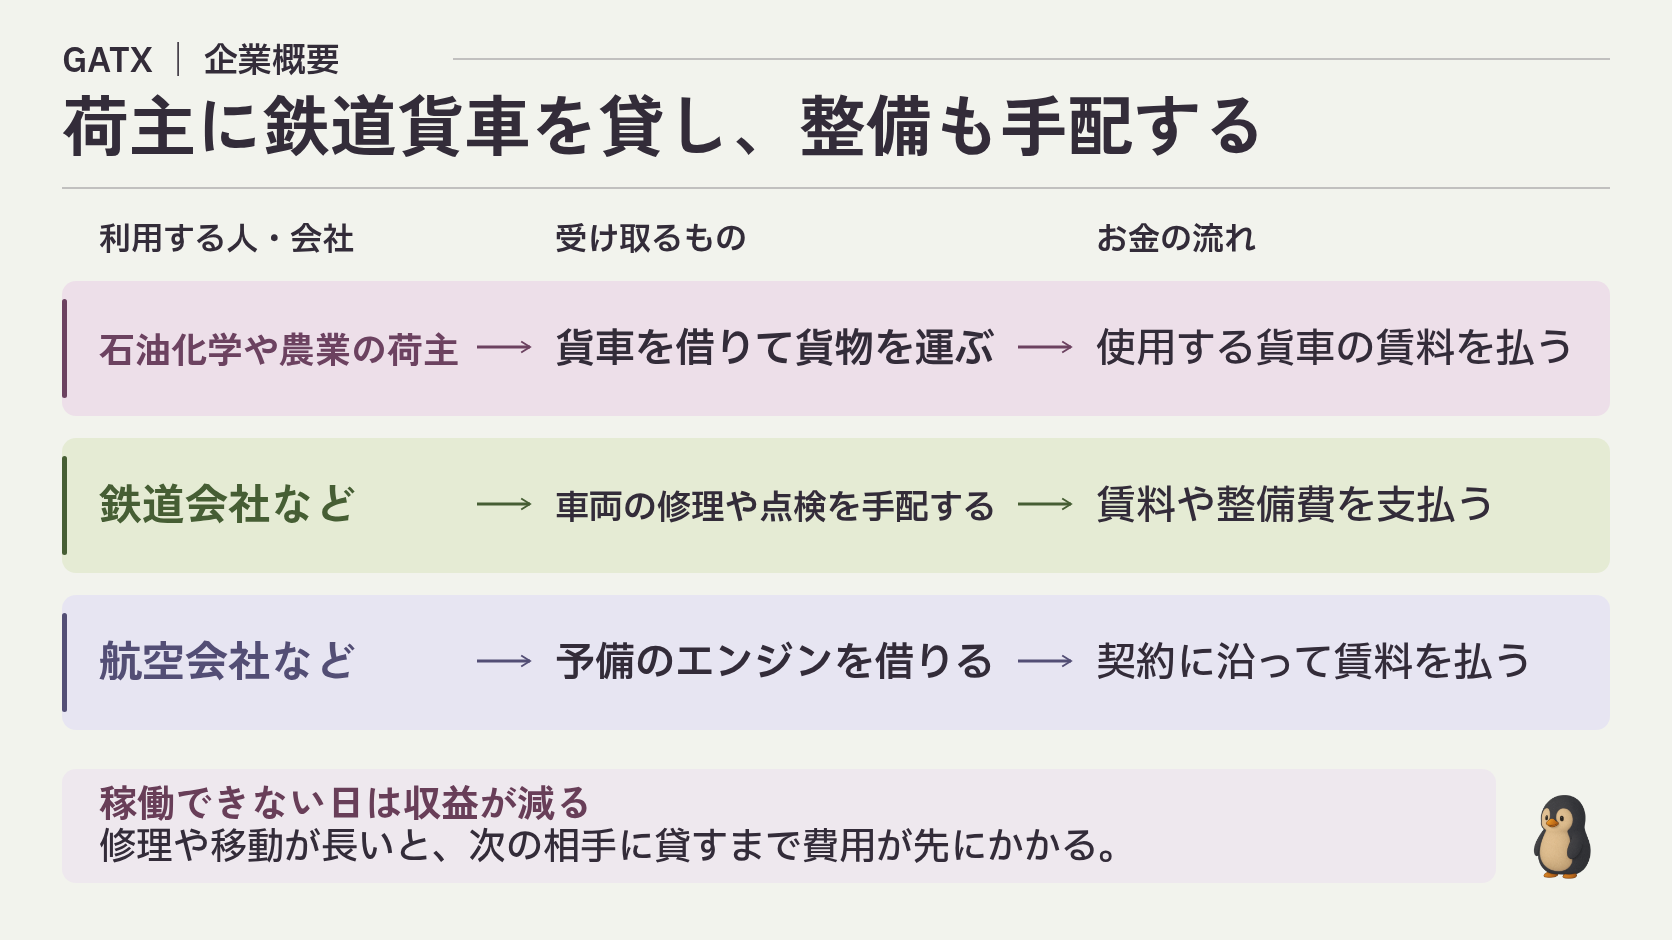 GATX | 企業概要
荷主に鉄道貨車を貸し、整備も手配する
利用する人・会社 受け取るもの お金の流れ
石油化学や農業の荷主 → 貨車を借りて貨物を運ぶ → 使用する貨車の賃料を払う
鉄道会社など → 車両の修理や点検を手配する → 賃料や整備費を支払う
航空会社など → 予備のエンジンを借りる → 契約に沿って賃料を払う
稼働できない日は収益が減る
修理や移動が長いと、次の相手に貸すまで費用が先にかかる。